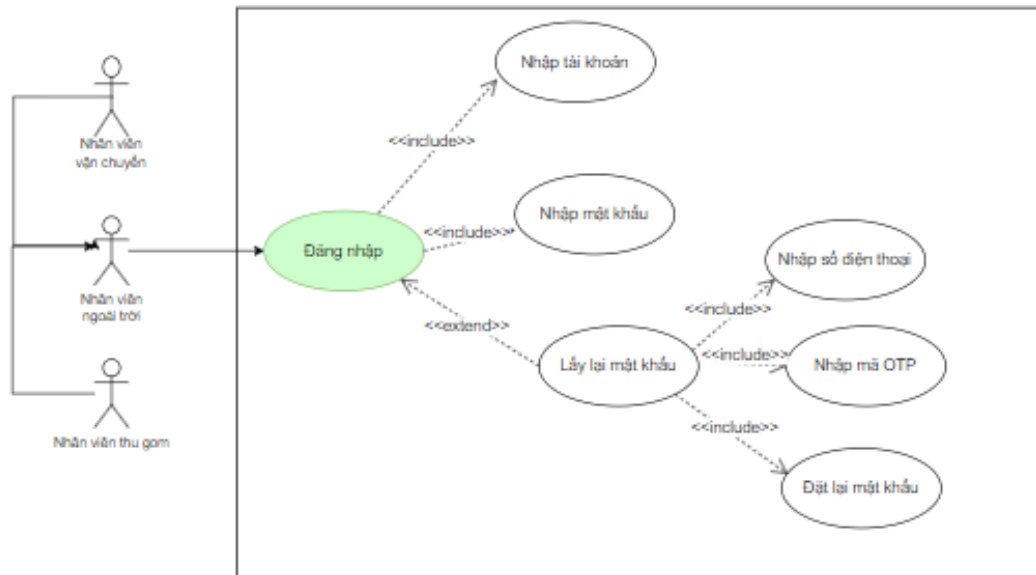 Nhập tài khoản
<<include>>
Nhân viên
vận chuyển
Nhập mật khẩu
<<include>>
Đăng nhập
Nhập số điện thoại
Nhân viên
ngoài trời
<<include>>
<<extend>>
<<include>>
Lấy lại mật khẩu
Nhập mã OTP
<<include>>
Nhân viên thu gom
Đặt lại mật khẩu